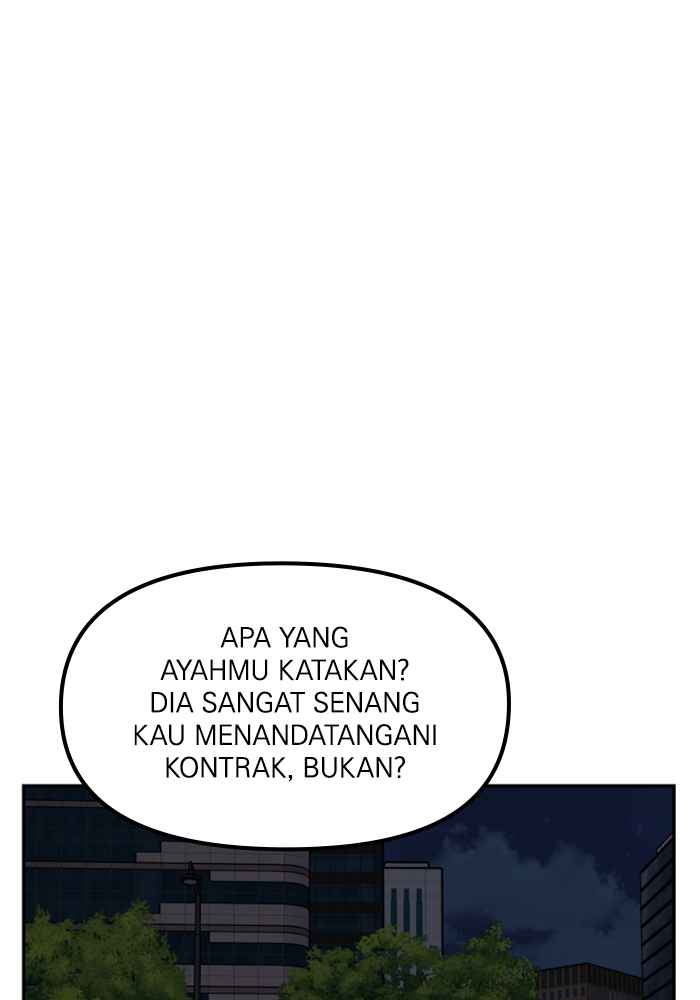 APA YANG
AYAHMU KATAKAN?
DIA SANGAT SENANG
KAU MENANDATANGANI
KONTRAK, BUKAN?